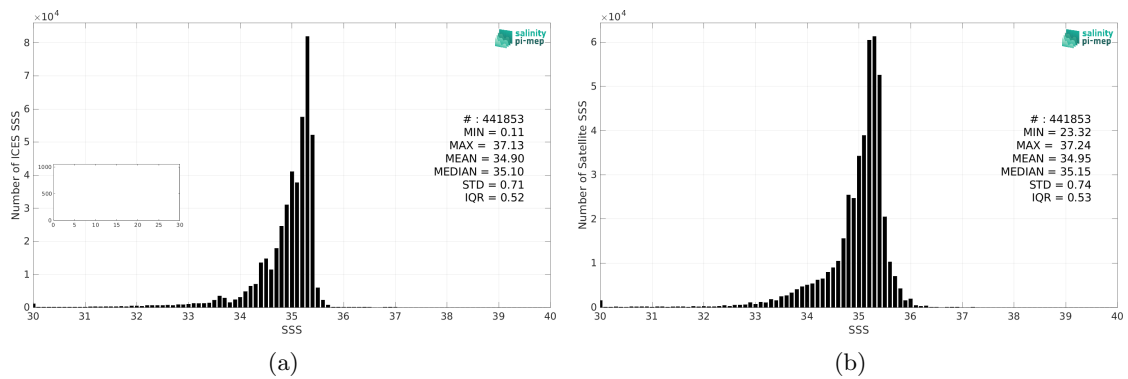 ×10⁴
Number of ICES SSS
8
7
6
5
4
3
2
1
0
1000
500
0
0 5 10 15 20 25 30
salinity
pi-mep
# : 441853
MIN = 0.11
MAX = 37.13
MEAN = 34.90
MEDIAN = 35.10
STD = 0.71
IQR = 0.52
30 31 32 33 34 35 36 37 38 39 40
SSS
(a)
×10⁴
Number of Satellite SSS
6
5
4
3
2
1
0
salinity
pi-mep
# : 441853
MIN = 23.32
MAX = 37.24
MEAN = 34.95
MEDIAN = 35.15
STD = 0.74
IQR = 0.53
30 31 32 33 34 35 36 37 38 39 40
SSS
(b)